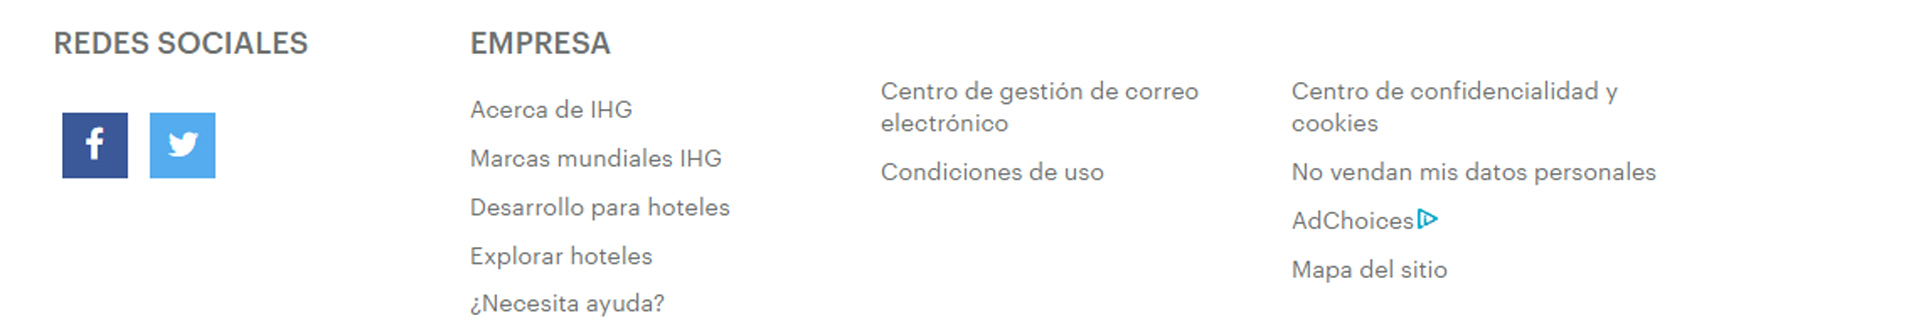 REDES SOCIALES
EMPRESA
Acerca de IHG
Marcas mundiales IHG
Desarrollo para hoteles
Explorar hoteles
¿Necesita ayuda?
Centro de gestión de correo
electrónico
Condiciones de uso
Centro de confidencialidad y
cookies
No vendan mis datos personales
AdChoices
Mapa del sitio